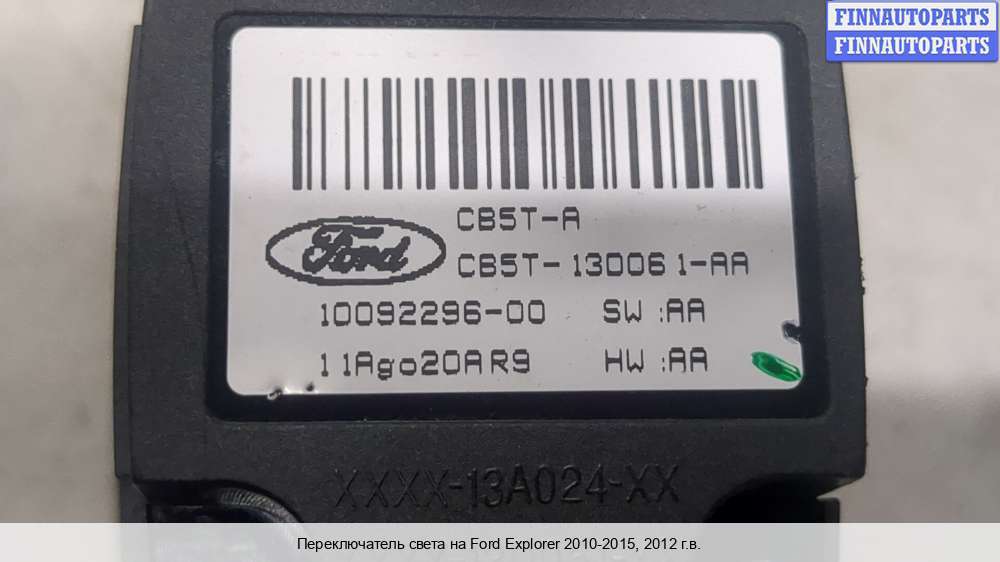 FINNAUTOPARTS
FINNAUTOPARTS
CB5T-A
Ford
CB5T-130061-AA
10092296-00 SW:AA
11Ago20AR9 HW:AA
XXXX-13A024-XX
Переключатель света на Ford Explorer 2010-2015, 2012 г.в.